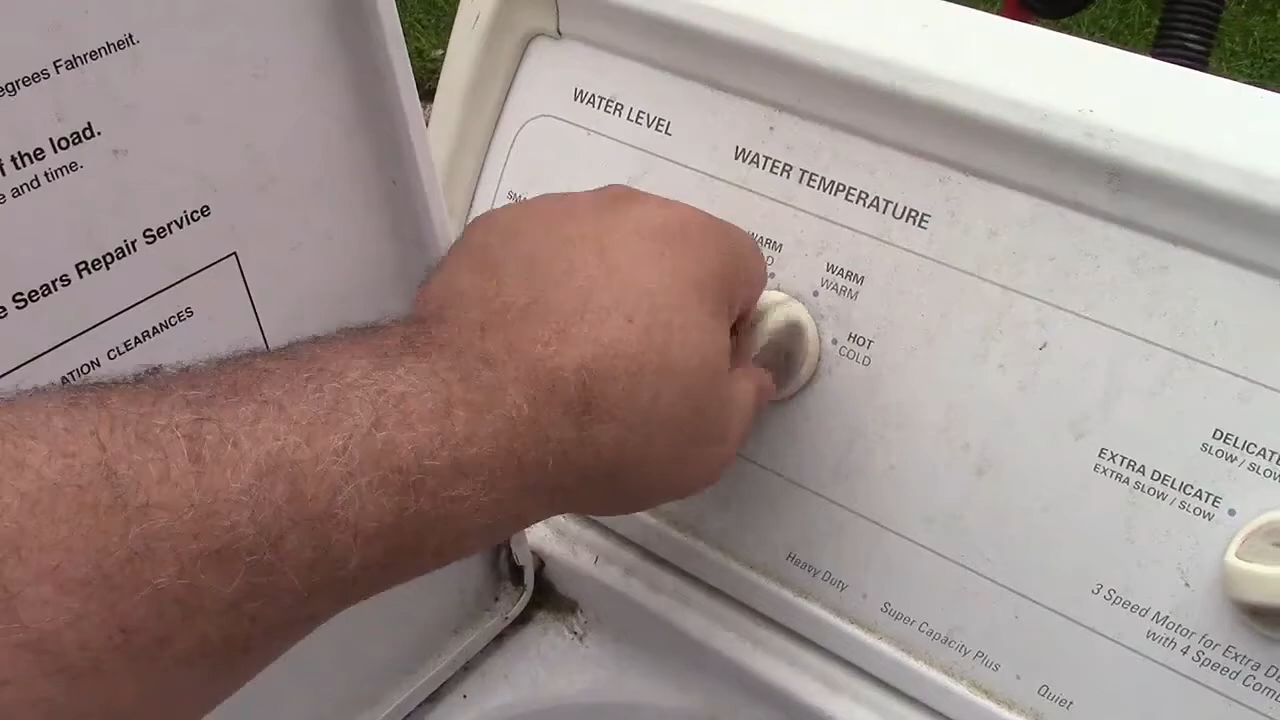 egrees Fahrenheit.
f the load.
e and time.
e Sears Repair Service
ATION CLEARANCES
WATER LEVEL
WATER TEMPERATURE
WARM
WARM
WARM
HOT
COLD
DELICATE
SLOW / SLOW
EXTRA DELICATE
EXTRA SLOW / SLOW
Heavy Duty
Super Capacity Plus
Quiet
3 Speed Motor for Extra De
with 4 Speed Com